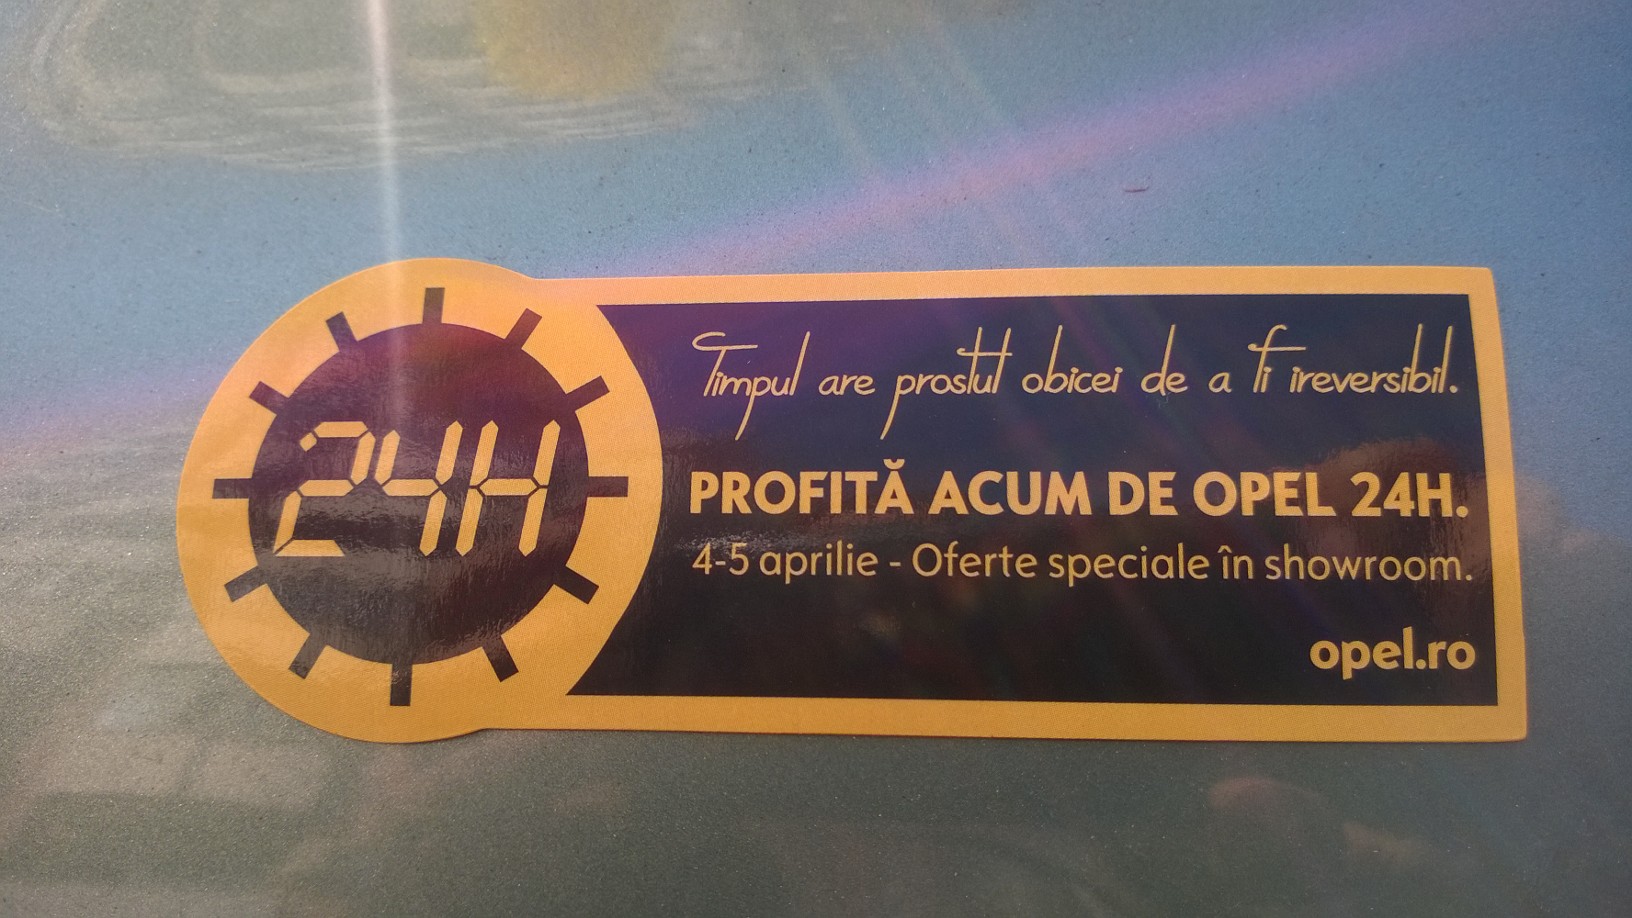 24H
Timpul are prostul obicei de a fi ireversibil.
PROFITĂ ACUM DE OPEL 24H.
4-5 aprilie - Oferte speciale în showroom.
opel.ro